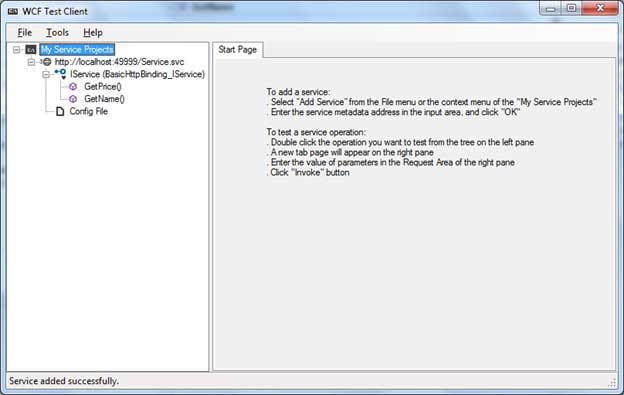 GetName
WCF Test Client
File Tools Help
My Service Projects
http://localhost:49999/Service.svc
IService (BasicHttpBinding_IService)
GetPrice()
GetName()
Config File
Start Page
To add a service:
. Select "Add Service" from the File menu or the context menu of the "My Service Projects"
. Enter the service metadata address in the input area, and click "OK"
To test a service operation:
. Double click the operation you want to test from the tree on the left pane
. A new tab page will appear on the right pane
. Enter the value of parameters in the Request Area of the right pane
. Click "Invoke" button
Service added successfully.